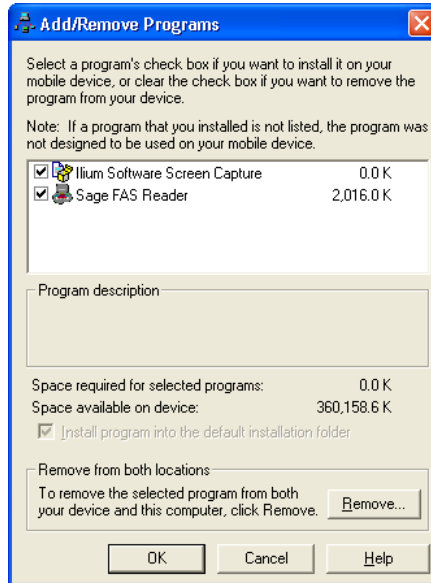 Add/Remove Programs
Select a program's check box if you want to install it on your
mobile device, or clear the check box if you want to remove the
program from your device.
Note: If a program that you installed is not listed, the program was
not designed to be used on your mobile device.
Ilium Software Screen Capture 0.0 K
Sage FAS Reader 2,016.0 K
Program description
Space required for selected programs: 0.0 K
Space available on device: 360,158.6 K
Install program into the default installation folder
Remove from both locations
To remove the selected program from both
your device and this computer, click Remove.
Remove...
OK Cancel Help